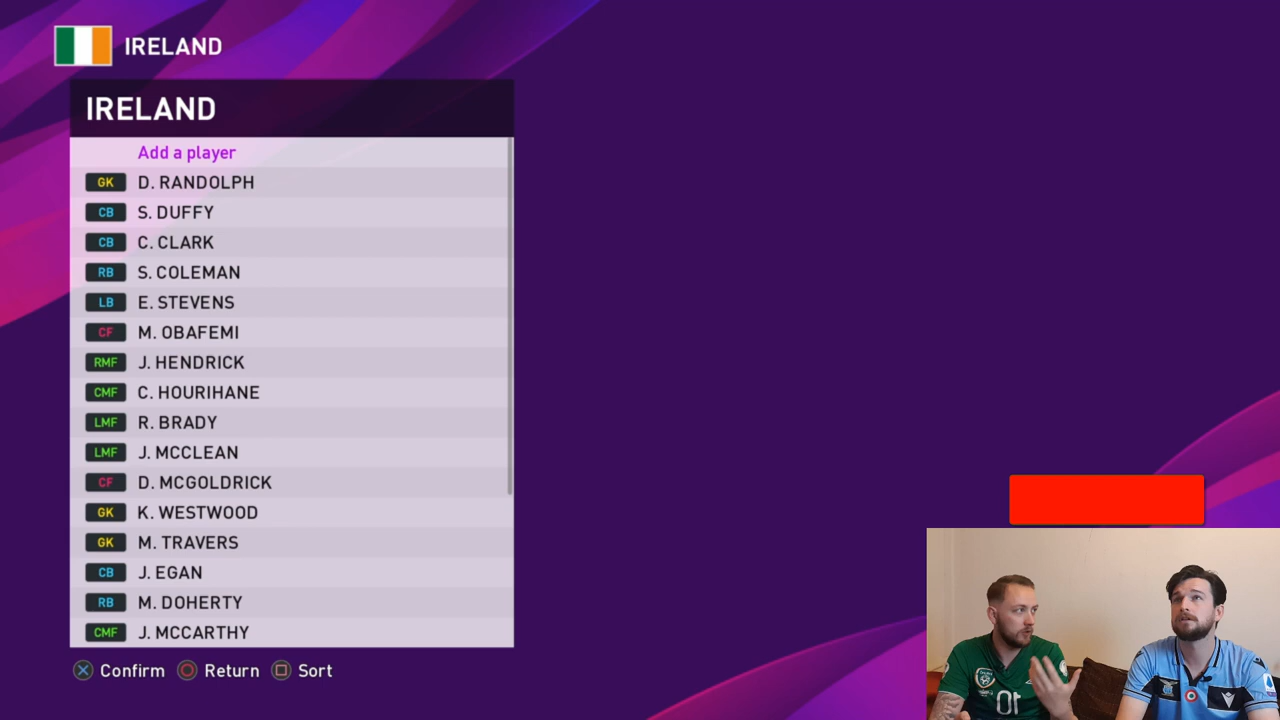 IRELAND
IRELAND
Add a player
GK D. RANDOLPH
CB S. DUFFY
CB C. CLARK
RB S. COLEMAN
LB E. STEVENS
CF M. OBAFEMI
RMF J. HENDRICK
CMF C. HOURIHANE
LMF R. BRADY
LMF J. MCCLEAN
CF D. MCGOLDRICK
GK K. WESTWOOD
GK M. TRAVERS
CB J. EGAN
RB M. DOHERTY
CMF J. MCCARTHY
Confirm Return Sort
10